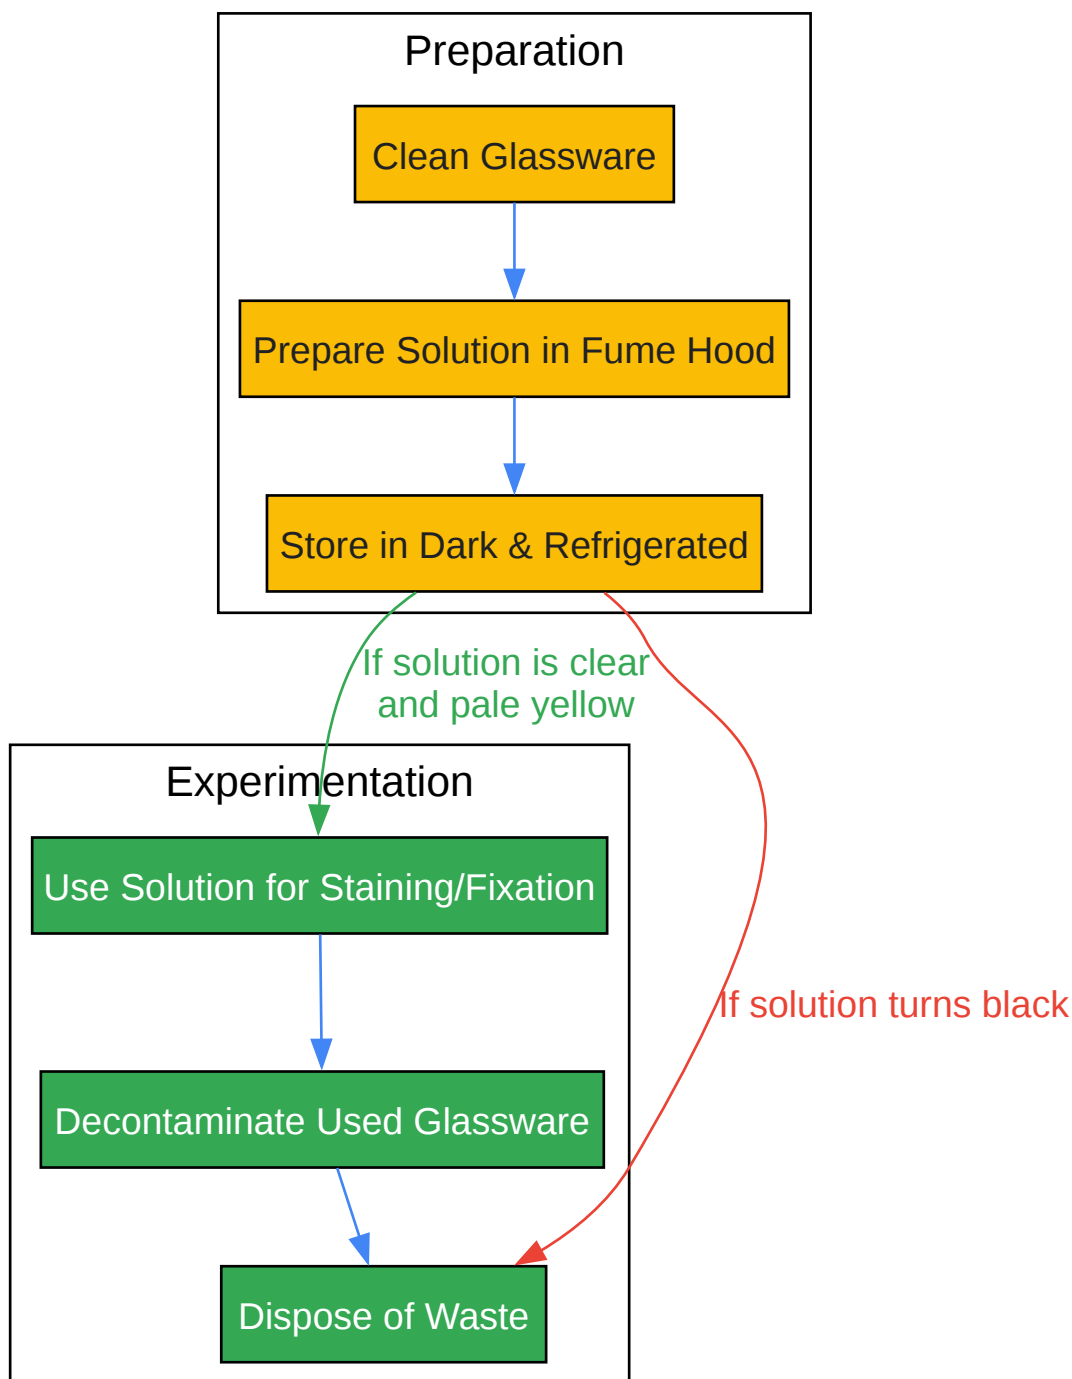 Preparation
Clean Glassware
Prepare Solution in Fume Hood
Store in Dark & Refrigerated
If solution is clear
and pale yellow
Experimentation
Use Solution for Staining/Fixation
If solution turns black
Decontaminate Used Glassware
Dispose of Waste